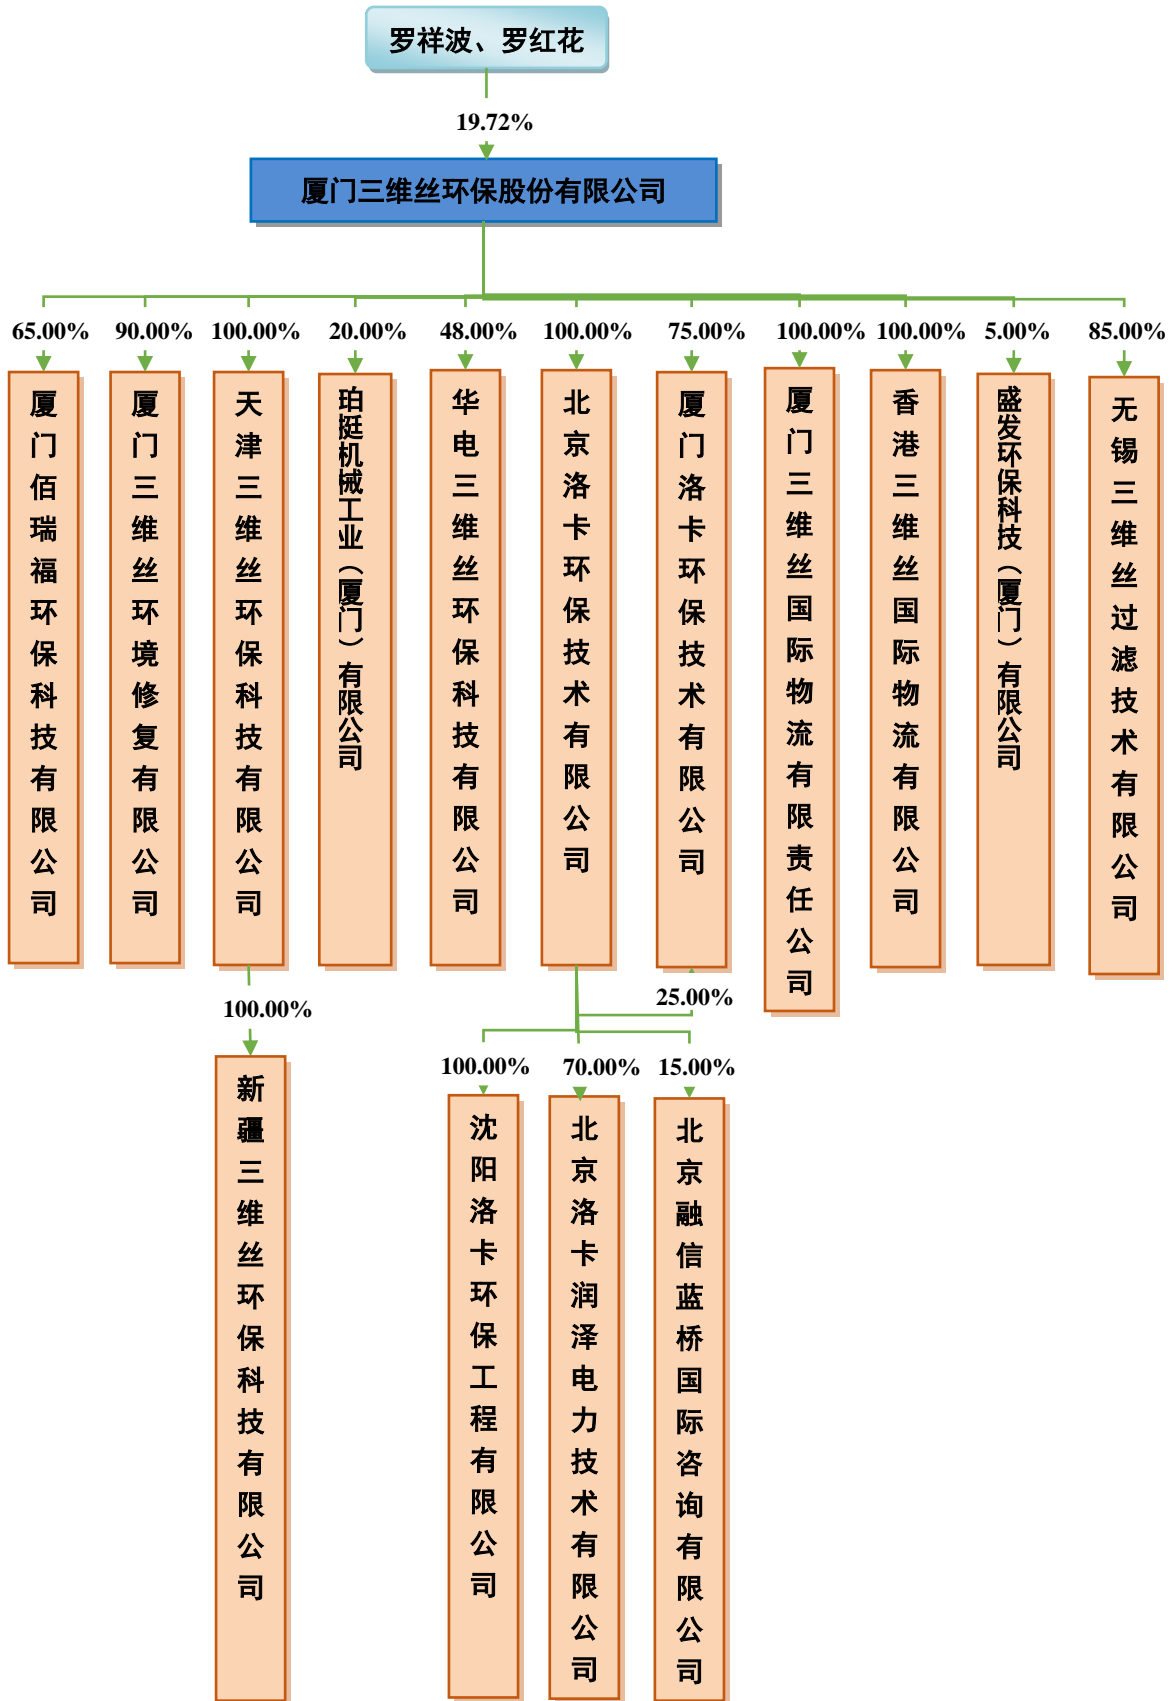 罗祥波、罗红花
19.72%
厦门三维丝环保股份有限公司
65.00%
90.00%
100.00%
20.00%
48.00%
100.00%
75.00%
100.00%
100.00%
5.00%
85.00%
厦门佰瑞福环保科技有限公司
厦门三维丝环境修复有限公司
天津三维丝环保科技有限公司
珀挺机械工业（厦门）有限公司
华电三维丝环保科技有限公司
北京洛卡环保技术有限公司
厦门洛卡环保技术有限公司
厦门三维丝国际物流有限责任公司
香港三维丝国际物流有限公司
盛发环保科技（厦门）有限公司
无锡三维丝过滤技术有限公司
100.00%
25.00%
100.00%
70.00%
15.00%
新疆三维丝环保科技有限公司
沈阳洛卡环保工程有限公司
北京洛卡润泽电力技术有限公司
北京融信蓝桥国际咨询有限公司